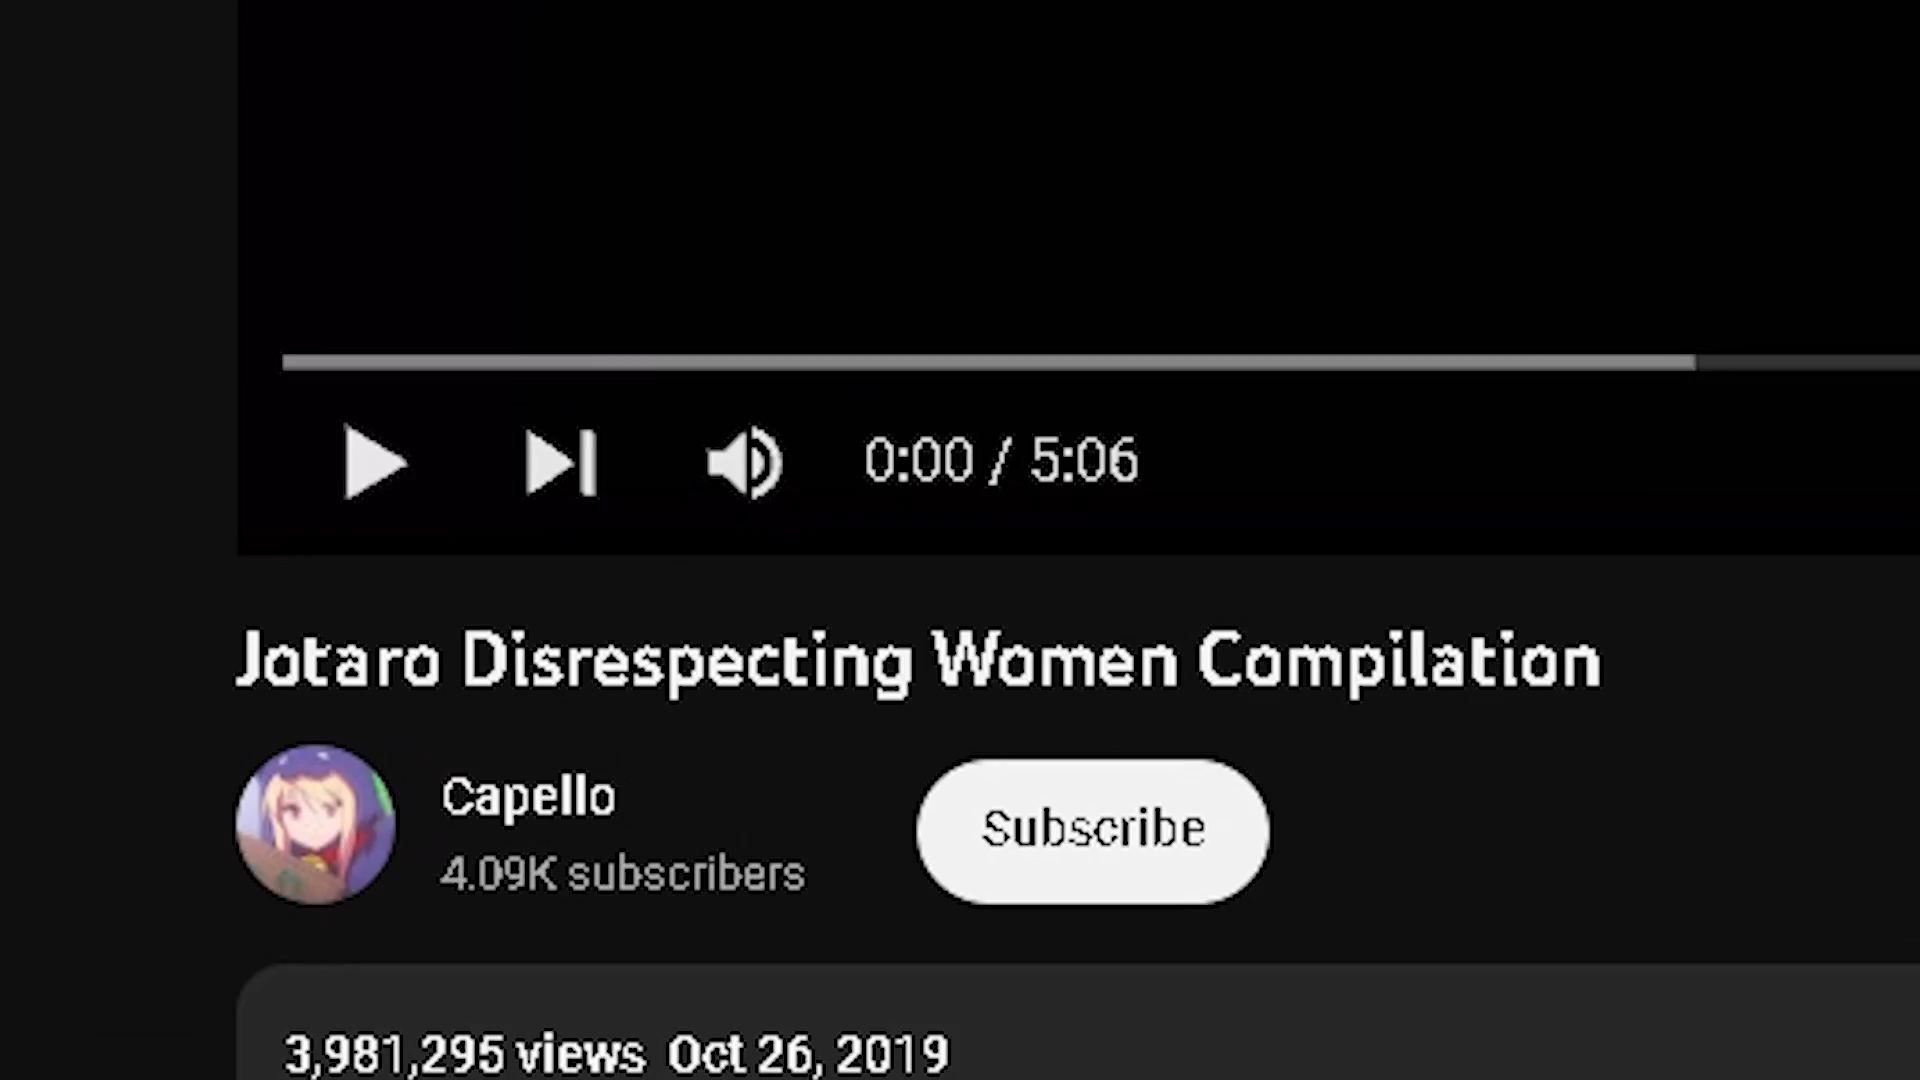 0:00 / 5:06
Jotaro Disrespecting Women Compilation
Capello
4.09K subscribers
Subscribe
3,981,295 views Oct 26, 2019